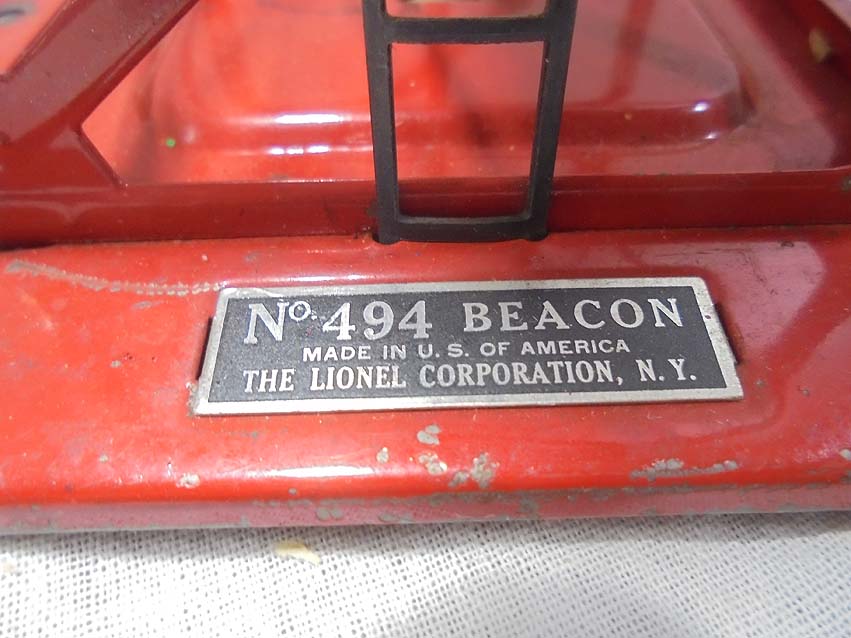 No. 494 BEACON
MADE IN U. S. OF AMERICA
THE LIONEL CORPORATION, N. Y.